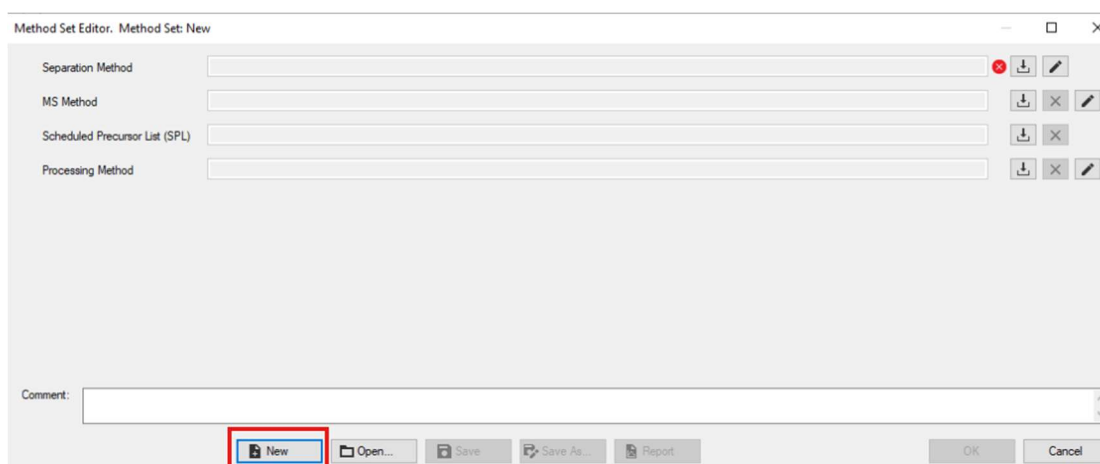 Method Set Editor. Method Set: New
Separation Method
MS Method
Scheduled Precursor List (SPL)
Processing Method
Comment:
New Open... Save Save As... Report OK Cancel